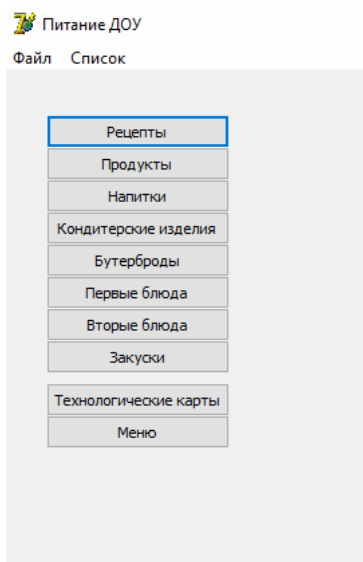 Питание ДОУ
Файл Список
Рецепты
Продукты
Напитки
Кондитерские изделия
Бутерброды
Первые блюда
Вторые блюда
Закуски
Технологические карты
Меню